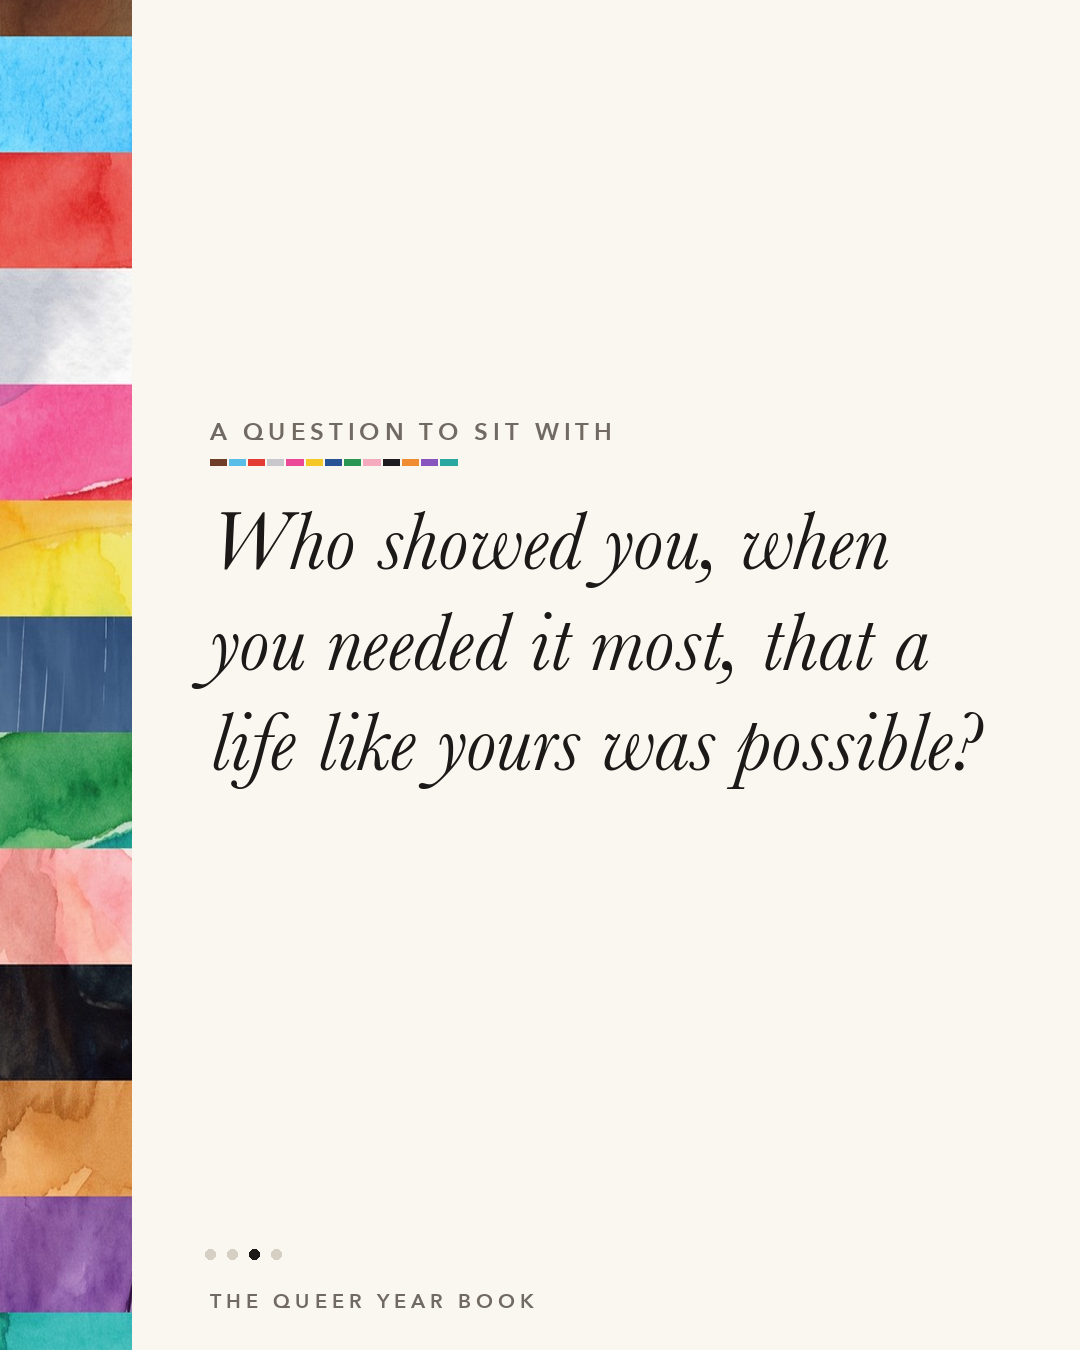 A QUESTION TO SIT WITH
Who showed you, when
you needed it most, that a
life like yours was possible?
THE QUEER YEAR BOOK